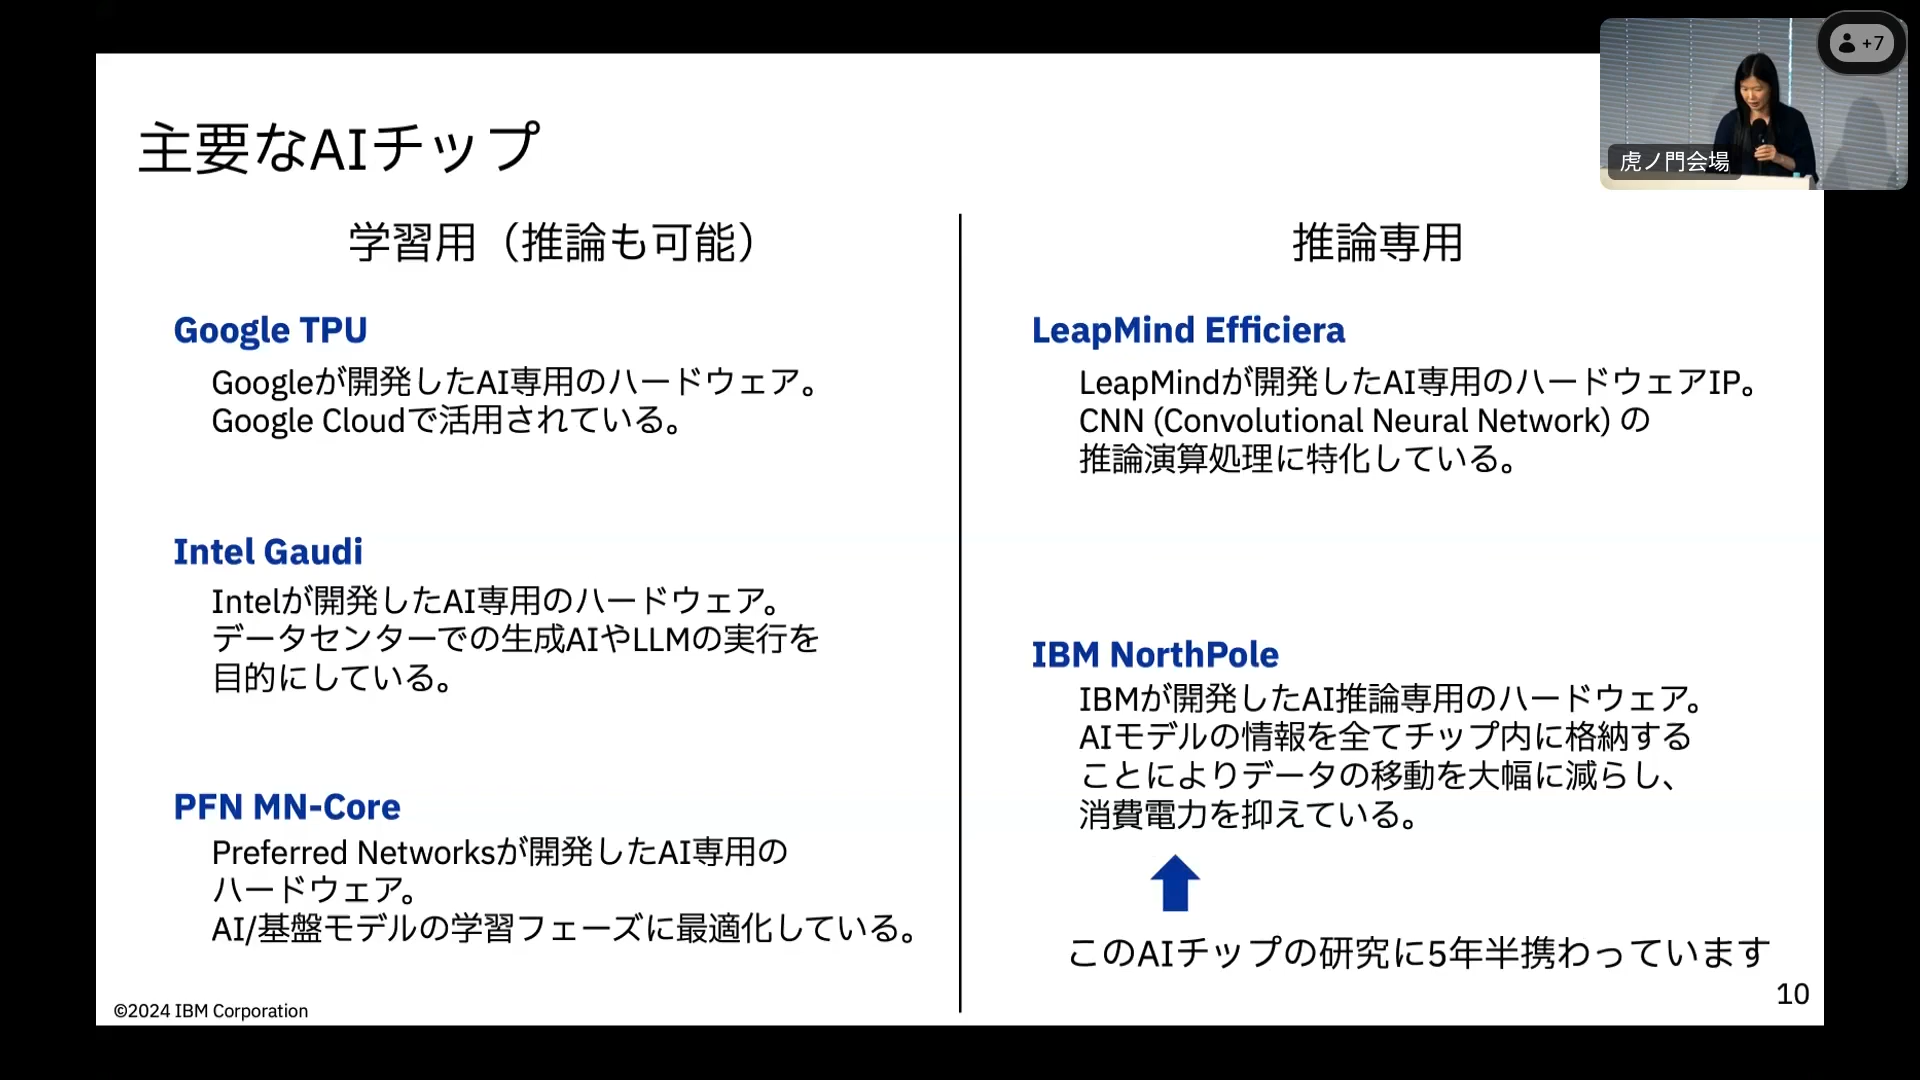 主要なAIチップ
学習用（推論も可能）
Google TPU
Googleが開発したAI専用のハードウェア。
Google Cloudで活用されている。
Intel Gaudi
Intelが開発したAI専用のハードウェア。
データセンターでの生成AIやLLMの実行を
目的にしている。
PFN MN-Core
Preferred Networksが開発したAI専用の
ハードウェア。
AI/基盤モデルの学習フェーズに最適化している。
推論専用
LeapMind Efficiera
LeapMindが開発したAI専用のハードウェアIP。
CNN (Convolutional Neural Network) の
推論演算処理に特化している。
IBM NorthPole
IBMが開発したAI推論専用のハードウェア。
AIモデルの情報を全てチップ内に格納する
ことによりデータの移動を大幅に減らし、
消費電力を抑えている。
このAIチップの研究に5年半携わっています
10
©2024 IBM Corporation
虎ノ門会場
+7